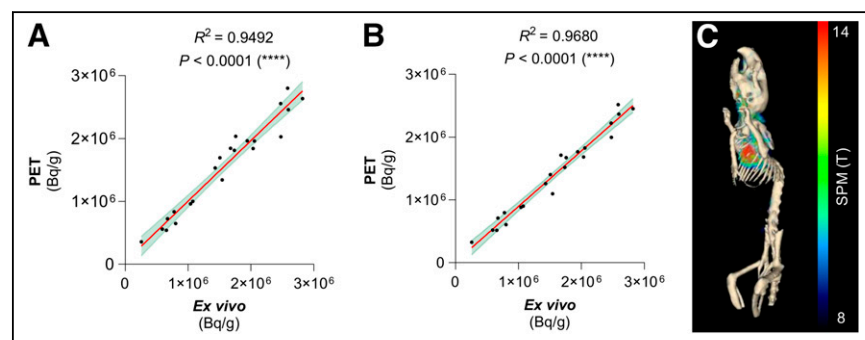 A
R² = 0.9492
P < 0.0001 (****)
3×10⁶
2×10⁶
1×10⁶
0
PET
(Bq/g)
0
1×10⁶
2×10⁶
3×10⁶
Ex vivo
(Bq/g)
B
R² = 0.9680
P < 0.0001 (****)
3×10⁶
2×10⁶
1×10⁶
0
PET
(Bq/g)
0
1×10⁶
2×10⁶
3×10⁶
Ex vivo
(Bq/g)
C
14
SPM (T)
8